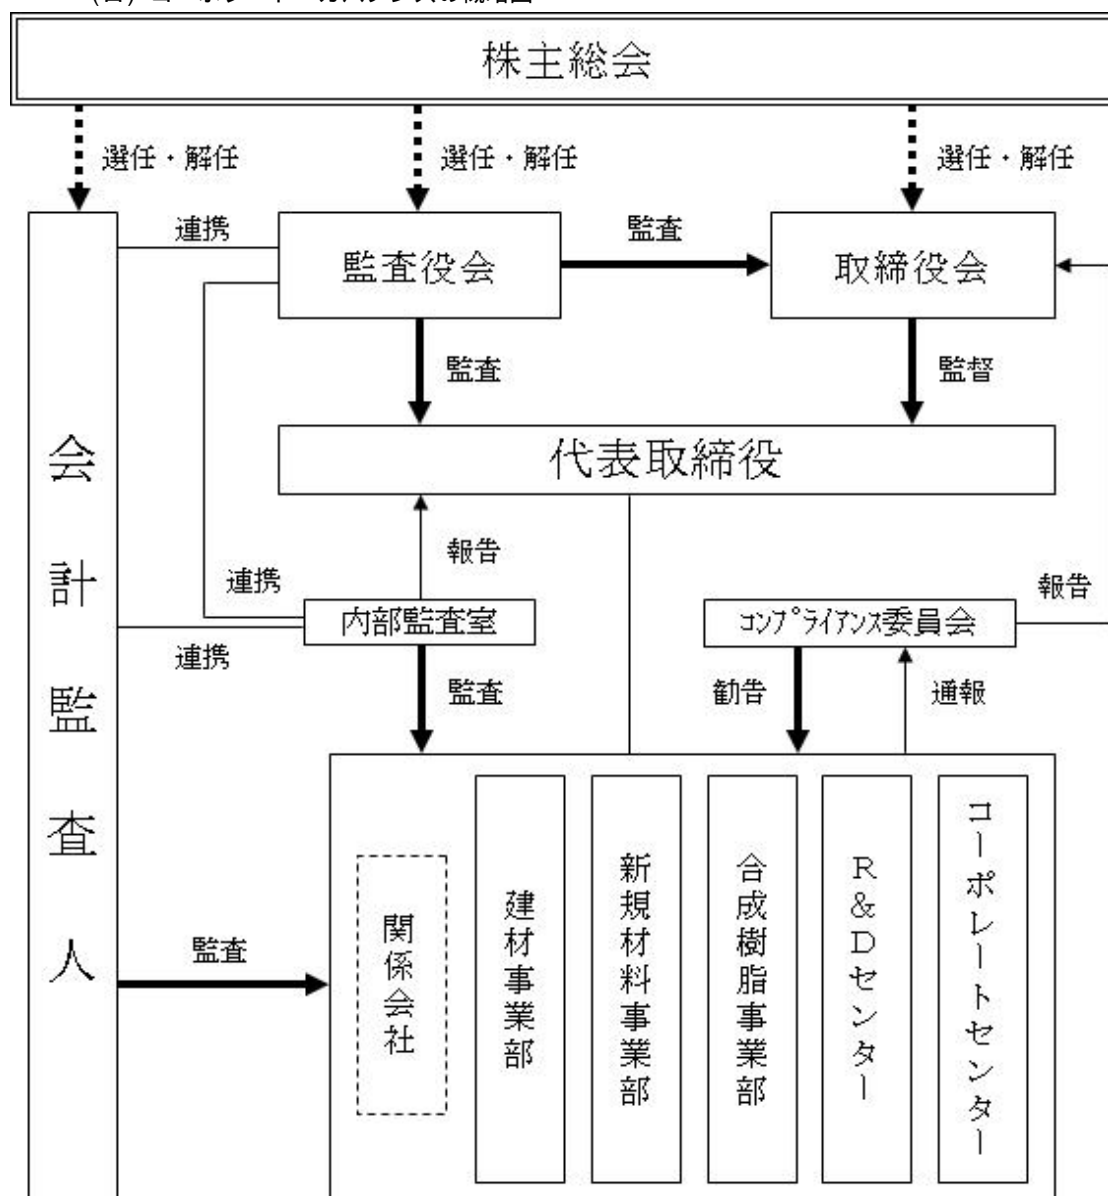 株主総会
選任・解任
選任・解任
選任・解任
連携
監査役会
監査
取締役会
監査
監督
代表取締役
報告
連携
内部監査室
コンプライアンス委員会
報告
連携
監査
勧告
通報
会計監査人
監査
関係会社
建材事業部
新規材料事業部
合成樹脂事業部
R&Dセンター
コーポレートセンター